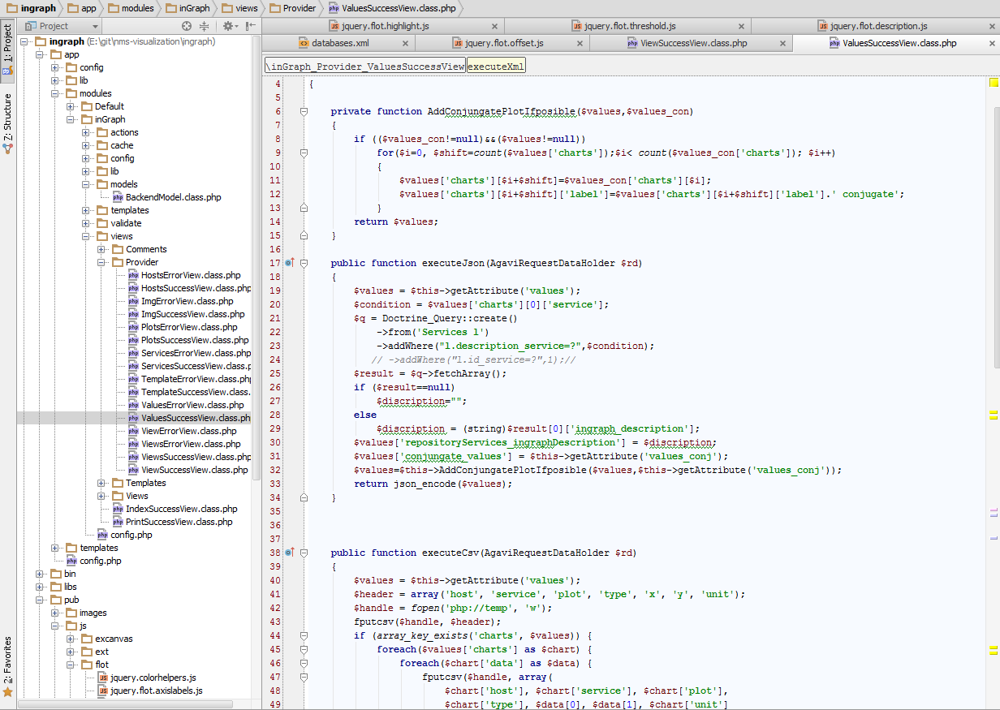 ingraph app modules inGraph views Provider ValuesSuccessView.class.php
1: Project
Z: Structure
2: Favorites
Project
ingraph (E:\git\nms-visualization\ingraph)
app
config
lib
modules
Default
inGraph
actions
cache
config
lib
models
BackendModel.class.php
templates
validate
views
Comments
Provider
HostsErrorView.class.php
HostsSuccessView.class.php
ImgErrorView.class.php
ImgSuccessView.class.php
PlotsErrorView.class.php
PlotsSuccessView.class.php
ServicesErrorView.class.php
ServicesSuccessView.class.p
TemplateErrorView.class.php
TemplateSuccessView.class.
ValuesErrorView.class.php
ValuesSuccessView.class.ph
ViewErrorView.class.php
ViewsErrorView.class.php
ViewsSuccessView.class.php
ViewSuccessView.class.php
Templates
Views
IndexSuccessView.class.php
PrintSuccessView.class.php
config.php
templates
config.php
bin
libs
pub
images
js
excanvas
ext
flot
jquery.colorhelpers.js
jquery.flot.axislabels.js
jquery.flot.highlight.js jquery.flot.threshold.js jquery.flot.description.js
databases.xml jquery.flot.offset.js ViewSuccessView.class.php ValuesSuccessView.class.php
\inGraph_Provider_ValuesSuccessView executeXml
4 {
5
6 private function AddConjungatePlotIfposible($values,$values_con)
7 {
8 if (($values_con!=null)&&($values!=null))
9 for($i=0, $shift=count($values['charts']);$i< count($values_con['charts']); $i++)
10 {
11 $values['charts'][$i+$shift]=$values_con['charts'][$i];
12 $values['charts'][$i+$shift]['label']=$values['charts'][$i+$shift]['label'].' conjugate';
13 }
14 return $values;
15 }
16
17 public function executeJson(AgaviRequestDataHolder $rd)
18 {
19 $values = $this->getAttribute('values');
20 $condition = $values['charts'][0]['service'];
21 $q = Doctrine_Query::create()
22 ->from('Services l')
23 ->addWhere("l.description_service=?",$condition);
24 // ->addWhere("l.id_service=?",1);//
25 $result = $q->fetchArray();
26 if ($result==null)
27 $discription="";
28 else
29 $discription = (string)$result[0]['ingraph_description'];
30 $values['repositoryServices_ingraphDescription'] = $discription;
31 $values['conjungate_values'] = $this->getAttribute('values_conj');
32 $values=$this->AddConjungatePlotIfposible($values,$this->getAttribute('values_conj'));
33 return json_encode($values);
34 }
35
36
37
38 public function executeCsv(AgaviRequestDataHolder $rd)
39 {
40 $values = $this->getAttribute('values');
41 $header = array('host', 'service', 'plot', 'type', 'x', 'y', 'unit');
42 $handle = fopen('php://temp', 'w');
43 fputcsv($handle, $header);
44 if (array_key_exists('charts', $values)) {
45 foreach($values['charts'] as $chart) {
46 foreach($chart['data'] as $data) {
47 fputcsv($handle, array(
48 $chart['host'], $chart['service'], $chart['plot'],
49 $chart['type'], $data[0], $data[1], $chart['unit']